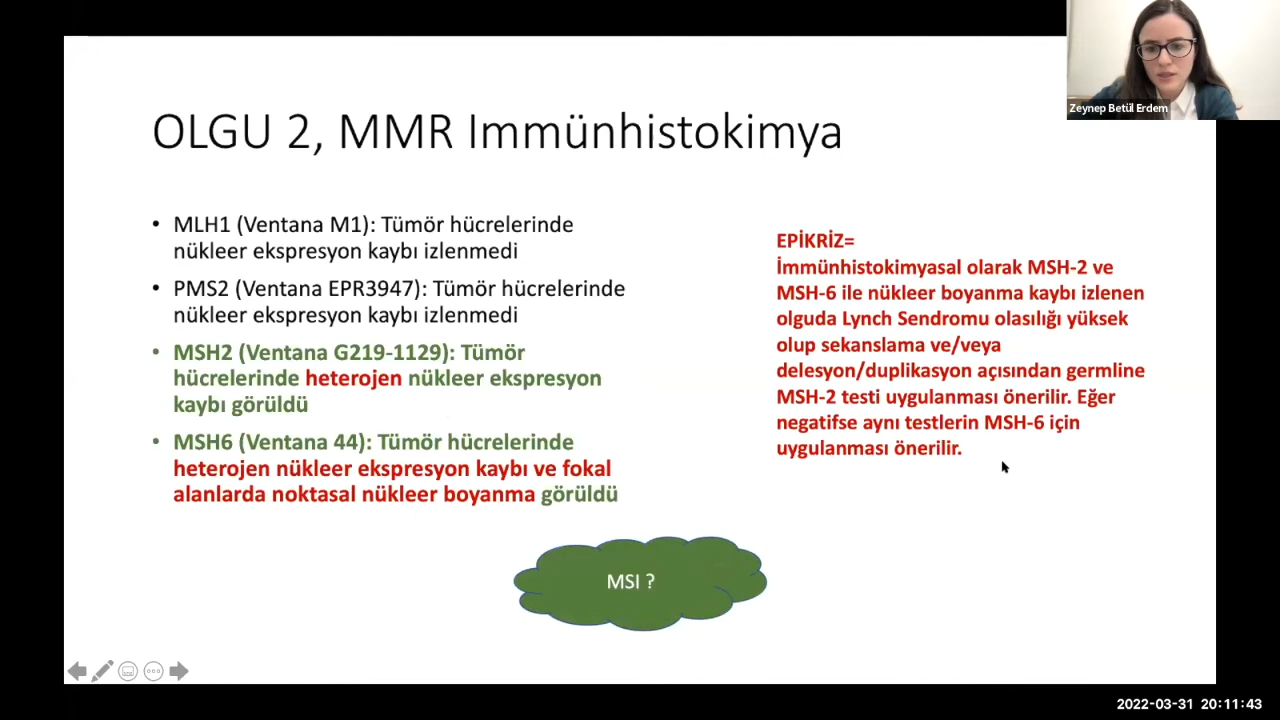 Zeynep Betül Erdem
OLGU 2, MMR Immünhistokimya
• MLH1 (Ventana M1): Tümör hücrelerinde
nükleer ekspresyon kaybı izlenmedi
• PMS2 (Ventana EPR3947): Tümör hücrelerinde
nükleer ekspresyon kaybı izlenmedi
• MSH2 (Ventana G219-1129): Tümör
hücrelerinde heterojen nükleer ekspresyon
kaybı görüldü
• MSH6 (Ventana 44): Tümör hücrelerinde
heterojen nükleer ekspresyon kaybı ve fokal
alanlarda noktasal nükleer boyanma görüldü
EPİKRİZ=
İmmünhistokimyasal olarak MSH-2 ve
MSH-6 ile nükleer boyanma kaybı izlenen
olguda Lynch Sendromu olasılığı yüksek
olup sekanslama ve/veya
delesyon/duplikasyon açısından germline
MSH-2 testi uygulanması önerilir. Eğer
negatifse aynı testlerin MSH-6 için
uygulanması önerilir.
MSI ?
2022-03-31 20:11:43